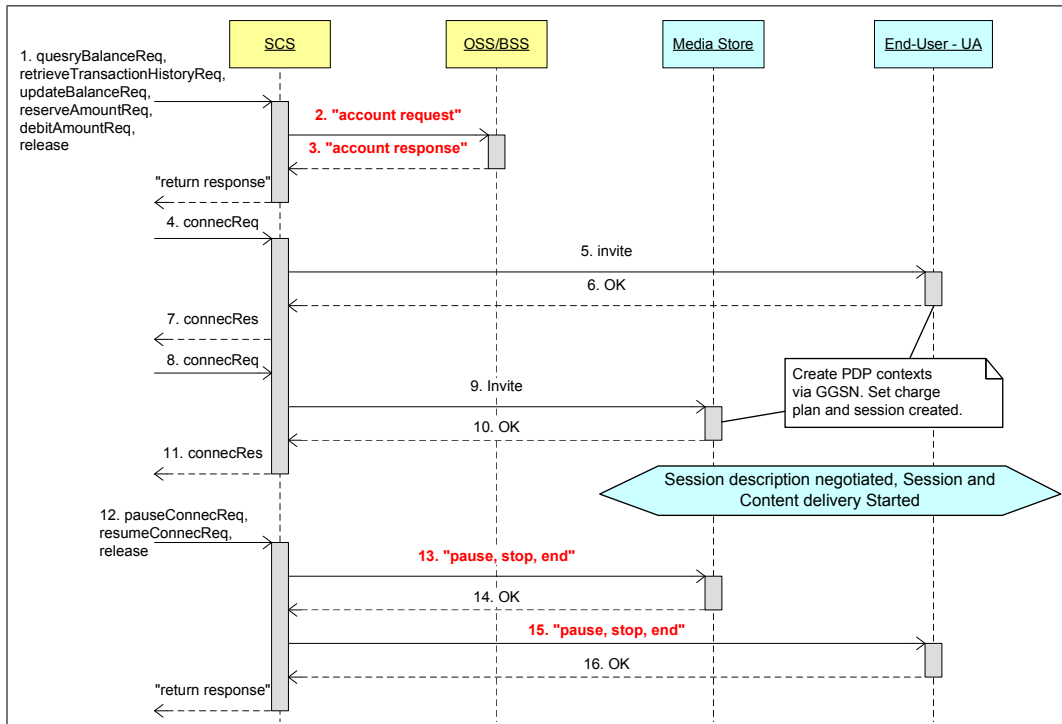 SCS
OSS/BSS
Media Store
End-User - UA
1. quesryBalanceReq,
retrieveTransactionHistoryReq,
updateBalanceReq,
reserveAmountReq,
debitAmountReq,
release
2. "account request"
3. "account response"
"return response"
4. connecReq
5. invite
6. OK
7. connecRes
8. connecReq
Create PDP contexts
via GGSN. Set charge
plan and session created.
9. Invite
10. OK
11. connecRes
Session description negotiated, Session and
Content delivery Started
12. pauseConnecReq,
resumeConnecReq,
release
13. "pause, stop, end"
14. OK
15. "pause, stop, end"
16. OK
"return response"